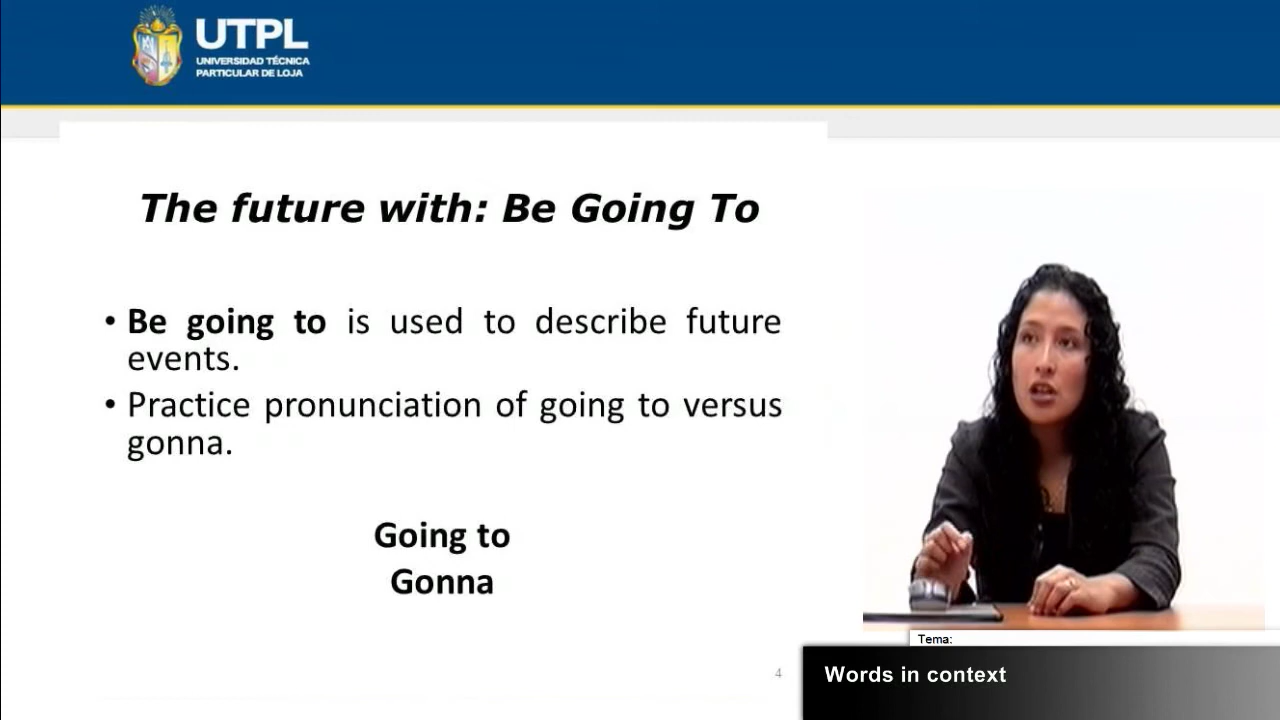 UTPL
UNIVERSIDAD TÉCNICA
PARTICULAR DE LOJA
The future with: Be Going To
• Be going to is used to describe future
events.
• Practice pronunciation of going to versus
gonna.
Going to
Gonna
4
Tema:
Words in context